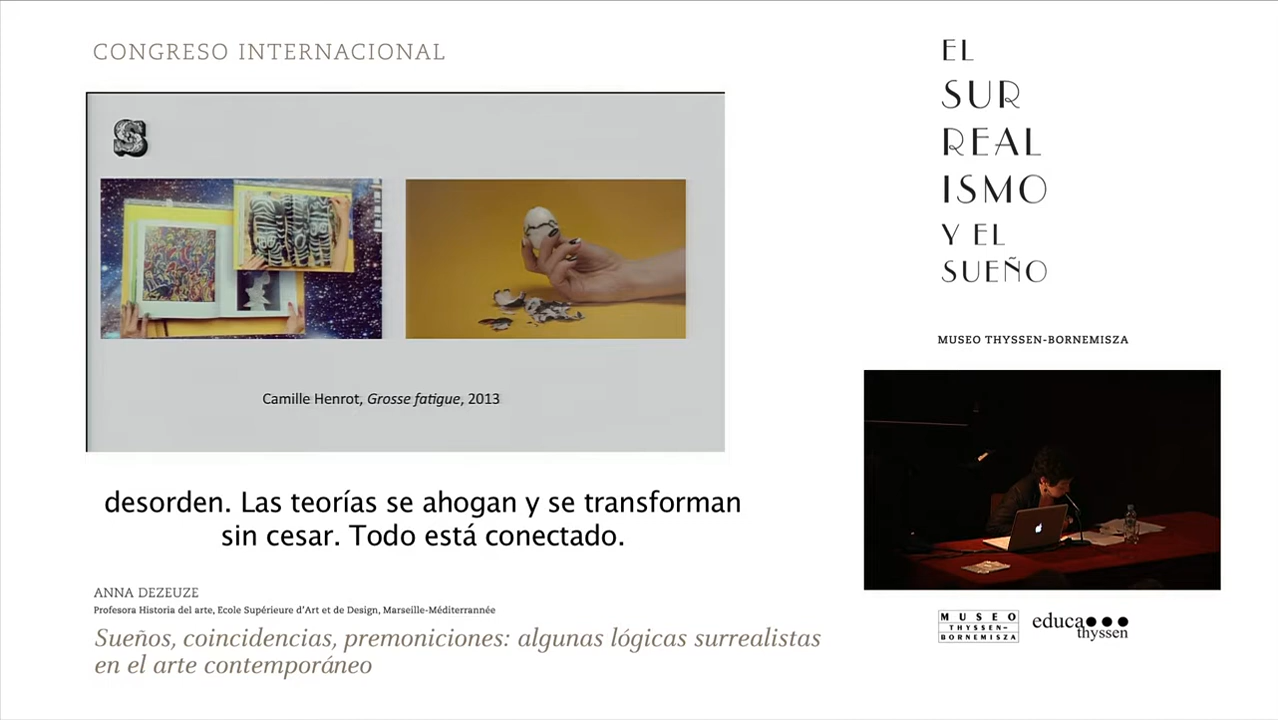 CONGRESO INTERNACIONAL
S
Camille Henrot, Grosse fatigue, 2013
desorden. Las teorías se ahogan y se transforman
sin cesar. Todo está conectado.
ANNA DEZEUZE
Profesora Historia del arte, Ecole Supérieure d'Art et de Design, Marseille-Méditerrannée
Sueños, coincidencias, premoniciones: algunas lógicas surrealistas
en el arte contemporáneo
EL
SUR
REAL
ISMO
Y EL
SUEÑO
MUSEO THYSSEN-BORNEMISZA
MUSEO
THYSSEN-
BORNEMISZA
educa
thyssen